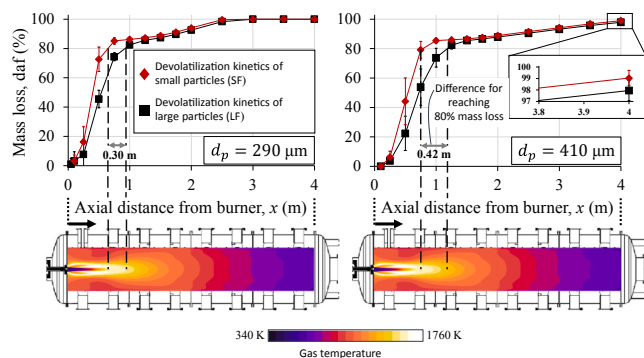 Mass loss, daf (%)
100
80
60
40
20
0
Devolatilization kinetics of
small particles (SF)
Devolatilization kinetics of
large particles (LF)
0.30 m
d_p = 290 μm
0 1 2 3 4
Axial distance from burner, x (m)
100
80
60
40
20
0
Difference for
reaching
80% mass loss
0.42 m
99
99
98
98
97
3.8 3.9 4
d_p = 410 μm
0 1 2 3 4
Axial distance from burner, x (m)
340 K
1760 K
Gas temperature